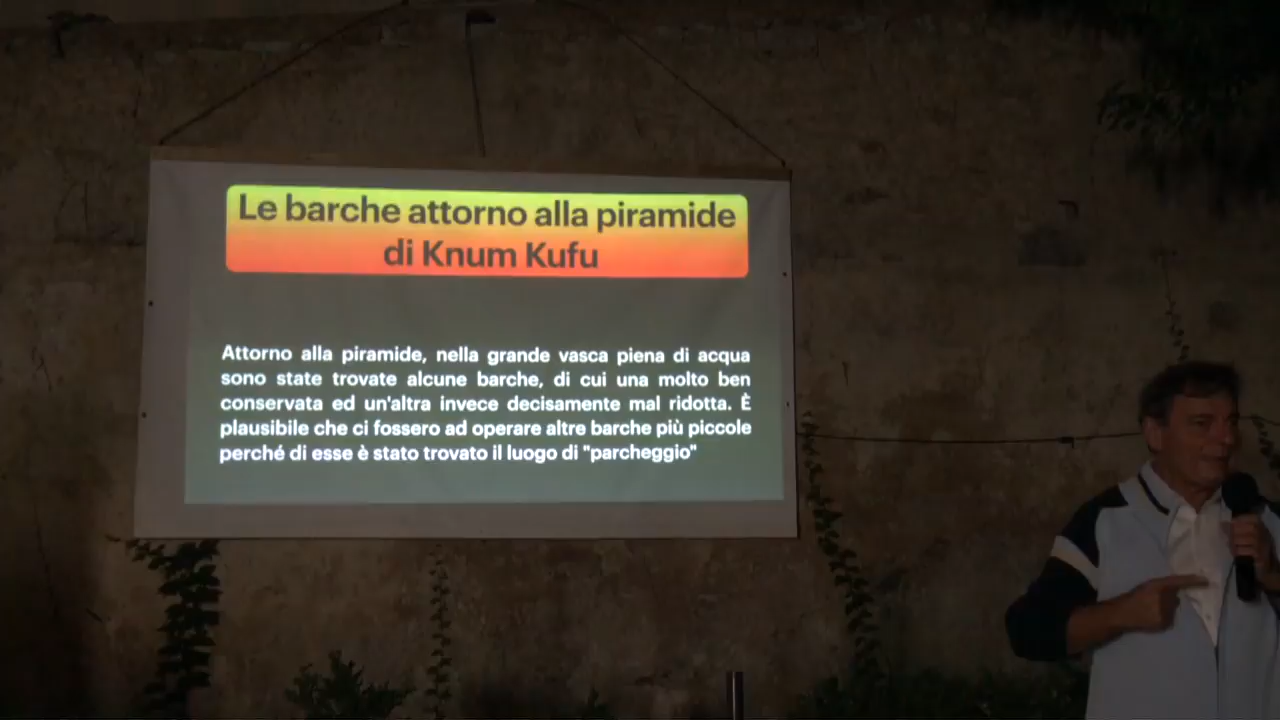 Le barche attorno alla piramide
di Knum Kufu
Attorno alla piramide, nella grande vasca piena di acqua
sono state trovate alcune barche, di cui una molto ben
conservata ed un'altra invece decisamente mal ridotta. È
plausibile che ci fossero ad operare altre barche più piccole
perché di esse è stato trovato il luogo di "parcheggio"